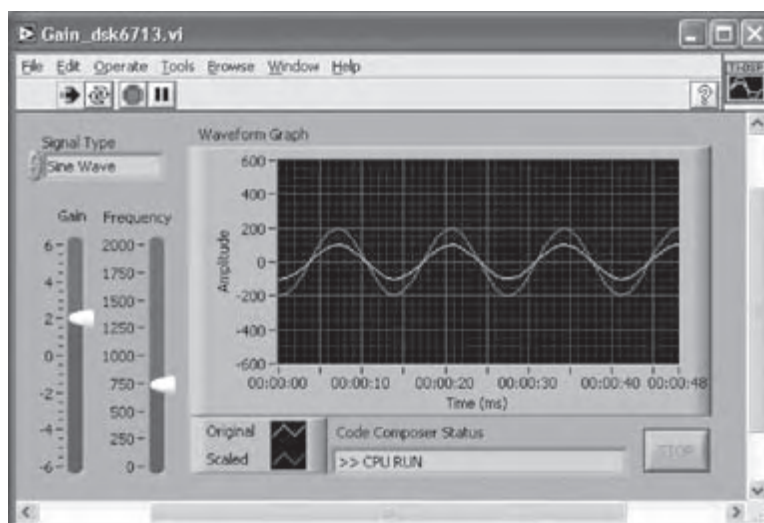 Gain_dsk6713.vi
File Edit Operate Tools Browse Window Help
TI-DSP
Signal Type
Sine Wave
Waveform Graph
Gain Frequency
6
4
2
0
-2
-4
-6
2000
1750
1500
1250
1000
750
500
250
0
Amplitude
600
400
200
0
-200
-400
-600
00:00:00 00:00:10 00:00:20 00:00:30 00:00:40 00:00:48
Time (ms)
Original
Scaled
Code Composer Status
>> CPU RUN
STOP